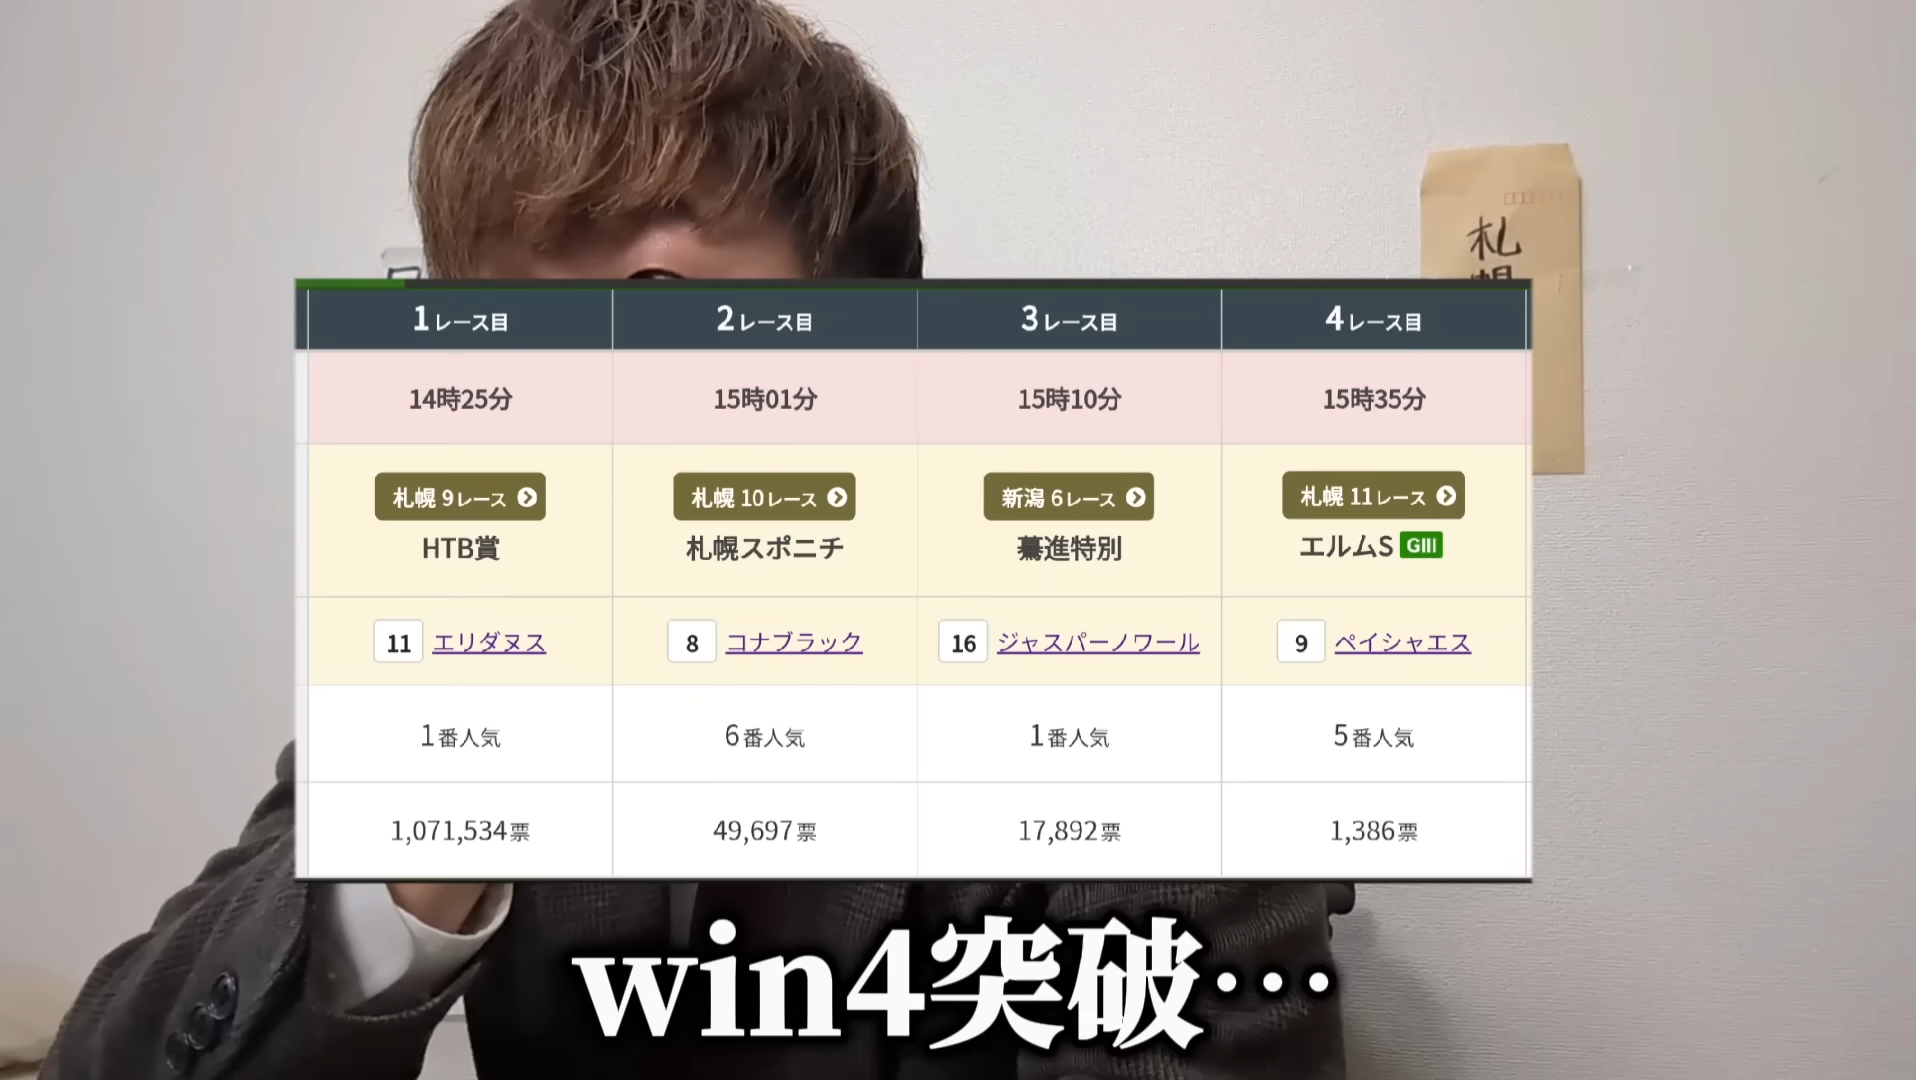 札
1レース目 2レース目 3レース目 4レース目
14時25分 15時01分 15時10分 15時35分
札幌 9レース 札幌 10レース 新潟 6レース 札幌 11レース
HTB賞 札幌スポニチ 驀進特別 エルムS GIII
11 エリダヌス 8 コナブラック 16 ジャスパーノワール 9 ペイシャエス
1番人気 6番人気 1番人気 5番人気
1,071,534票 49,697票 17,892票 1,386票
win4突破…